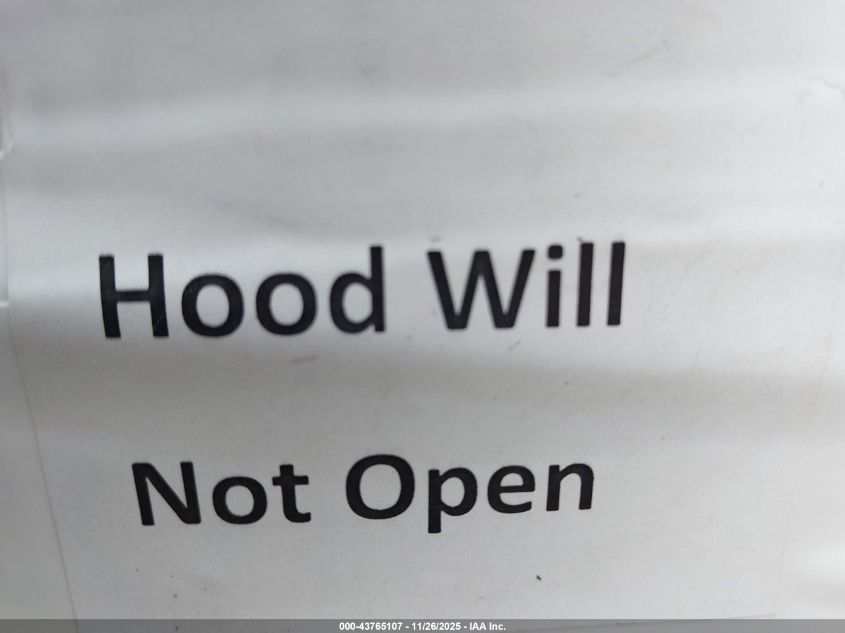 Hood Will
Not Open
000-43765107 - 11/26/2025 - IAA Inc.